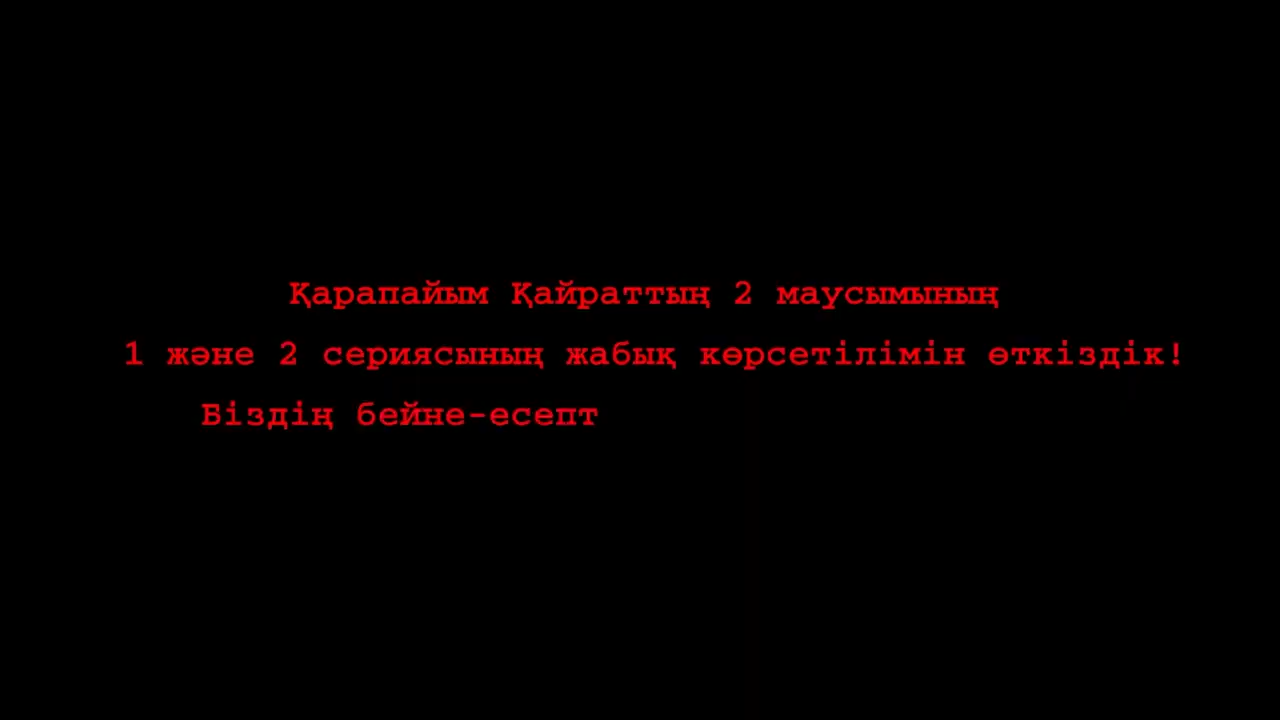 Қарапайым Қайраттың 2 маусымының
1 және 2 сериясының жабық көрсетілімін өткіздік!
Біздің бейне-есепт